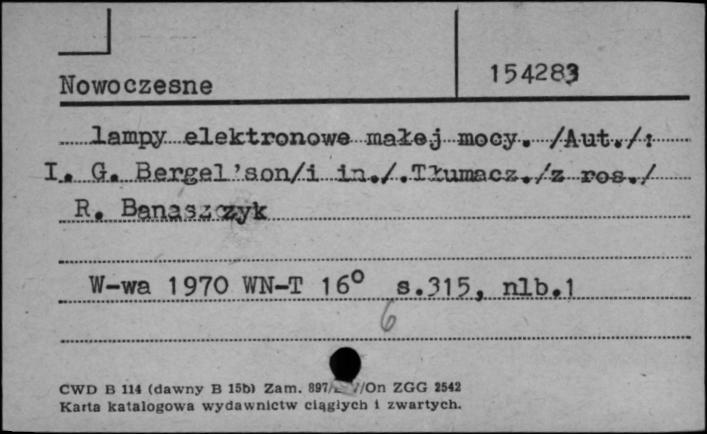 Nowoczesne 154283
lampy elektronowe małej mocy. /Aut./:
I. G. Bergel'son/i in./.Tłumacz./z ros./
R. Banaszczyk
W-wa 1970 WN-T 16° s.315, nlb.1
6
CWD B 114 (dawny B 15b) Zam. 897/ /On ZGG 2542
Karta katalogowa wydawnictw ciągłych i zwartych.